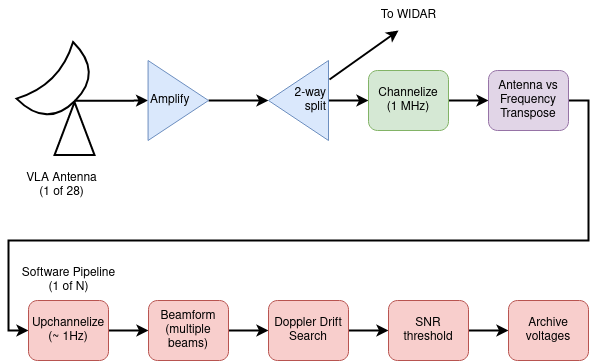 To WIDAR
Amplify
2-way
split
Channelize
(1 MHz)
Antenna vs
Frequency
Transpose
VLA Antenna
(1 of 28)
Software Pipeline
(1 of N)
Upchannelize
(~ 1Hz)
Beamform
(multiple
beams)
Doppler Drift
Search
SNR
threshold
Archive
voltages